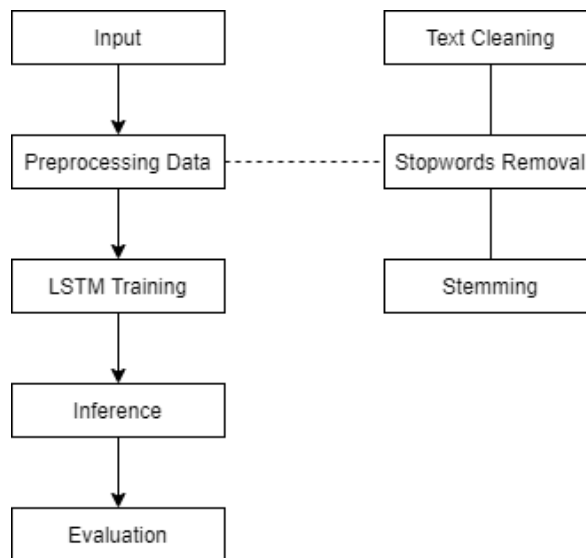 Input
Preprocessing Data
LSTM Training
Inference
Evaluation
Text Cleaning
Stopwords Removal
Stemming